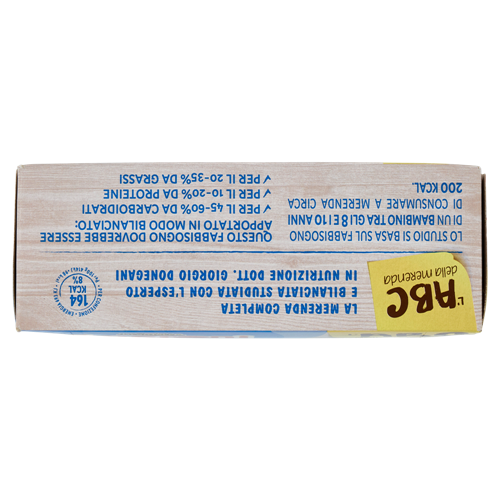 L'ABC
della merenda
LA MERENDA COMPLETA
E BILANCIATA STUDIATA CON L'ESPERTO
IN NUTRIZIONE DOTT. GIORGIO DONEGANI
164
KCAL
8%
LO STUDIO SI BASA SUL FABBISOGNO
DI UN BAMBINO TRA GLI 8 E I 10 ANNI
DI CONSUMARE A MERENDA CIRCA
200 KCAL
QUESTO FABBISOGNO DOVREBBE ESSERE
APPORTATO IN MODO BILANCIATO:
✓ PER IL 45-60% DA CARBOIDRATI
✓ PER IL 10-20% DA PROTEINE
✓ PER IL 20-35% DA GRASSI